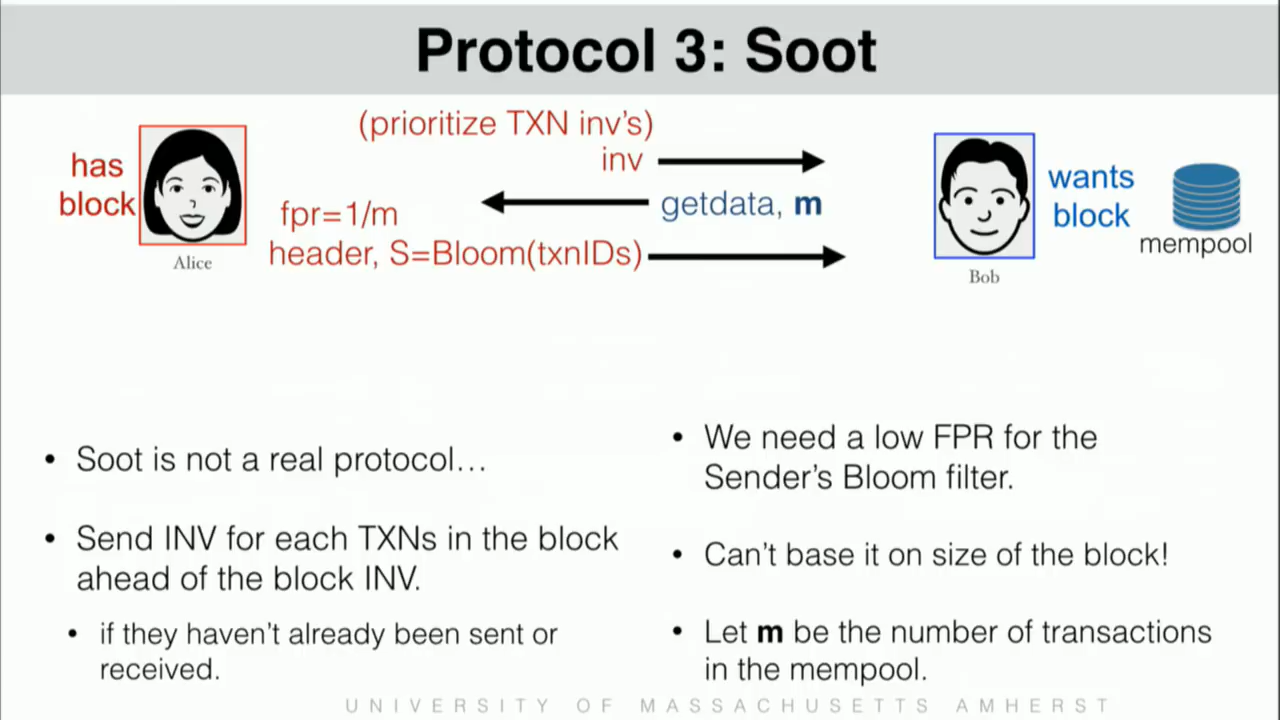 Protocol 3: Soot
(prioritize TXN inv's)
inv
has
block
Alice
fpr=1/m
header, S=Bloom(txnIDs)
getdata, m
wants
block
mempool
Bob
• Soot is not a real protocol…
• Send INV for each TXNs in the block
ahead of the block INV.
• if they haven't already been sent or
received.
• We need a low FPR for the
Sender's Bloom filter.
• Can't base it on size of the block!
• Let m be the number of transactions
in the mempool.
UNIVERSITY OF MASSACHUSETTS AMHERST